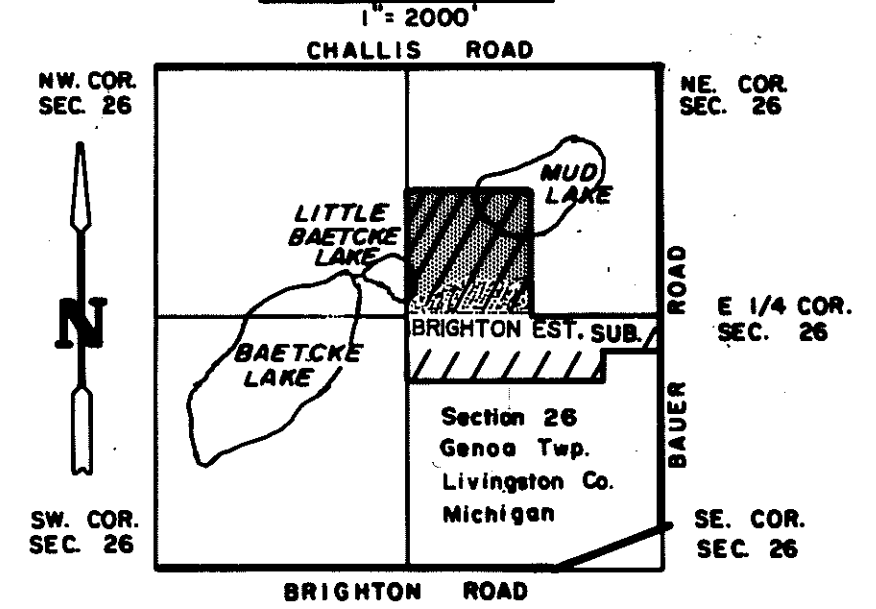 1"= 2000'
CHALLIS ROAD
NW. COR.
SEC. 26
NE. COR.
SEC. 26
MUD
LAKE
LITTLE
BAETCKE
LAKE
N
ROAD
E 1/4 COR.
SEC. 26
BRIGHTON EST. SUB.
BAETCKE
LAKE
BAUER
Section 26
Genoa Twp.
Livingston Co.
Michigan
SW. COR.
SEC. 26
SE. COR.
SEC. 26
BRIGHTON ROAD